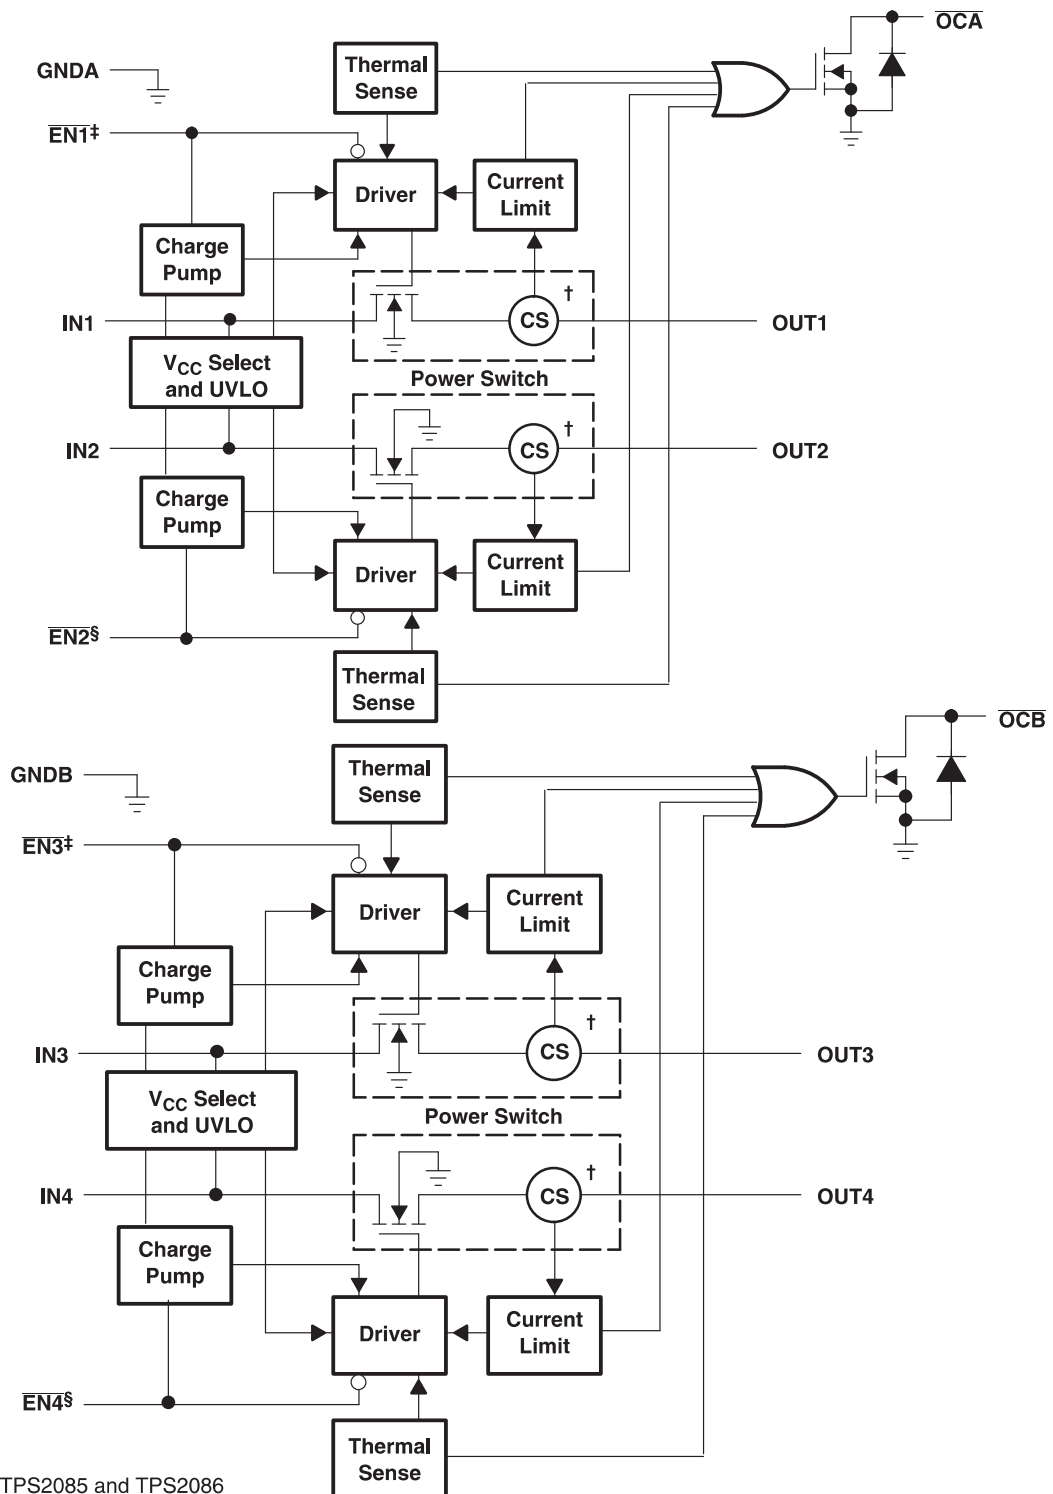 OCA
Thermal
Sense
GNDA
EN1‡
Driver
Current
Limit
Charge
Pump
†
IN1
CS
OUT1
VCC Select
and UVLO
Power Switch
†
IN2
CS
OUT2
Charge
Pump
Driver
Current
Limit
EN2§
Thermal
Sense
OCB
GNDB
Thermal
Sense
EN3‡
Driver
Current
Limit
Charge
Pump
†
IN3
CS
OUT3
VCC Select
and UVLO
Power Switch
†
IN4
CS
OUT4
Charge
Pump
Driver
Current
Limit
EN4§
Thermal
Sense
TPS2085 and TPS2086